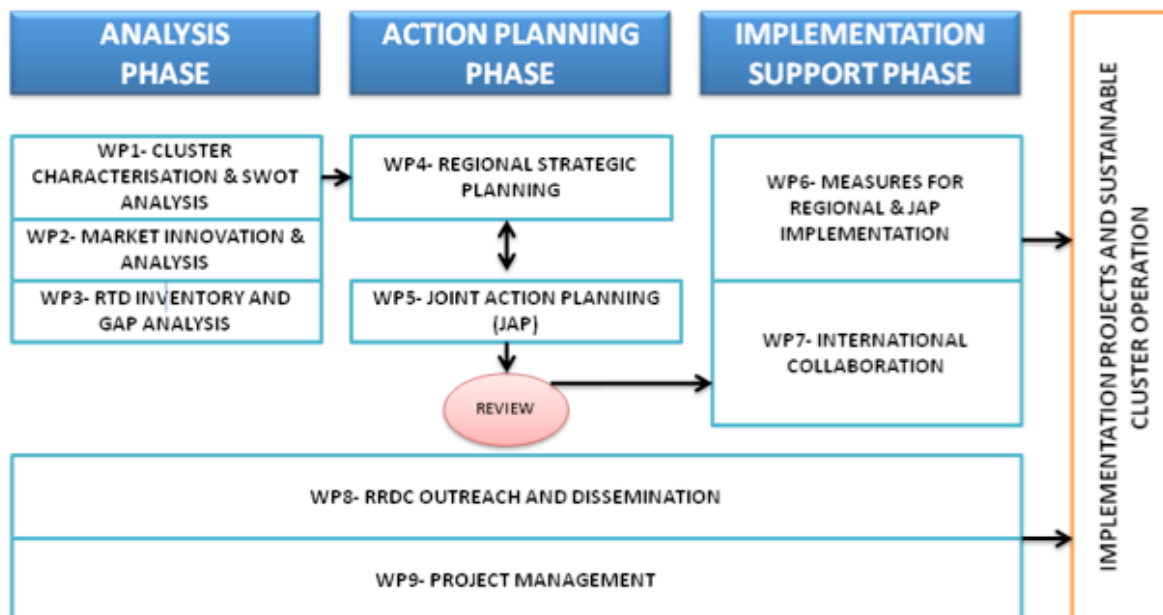 ANALYSIS
PHASE
ACTION PLANNING
PHASE
IMPLEMENTATION
SUPPORT PHASE
WP1- CLUSTER
CHARACTERISATION & SWOT
ANALYSIS
WP2- MARKET INNOVATION &
ANALYSIS
WP3- RTD INVENTORY AND
GAP ANALYSIS
WP4- REGIONAL STRATEGIC
PLANNING
WP5- JOINT ACTION PLANNING
(JAP)
REVIEW
WP6- MEASURES FOR
REGIONAL & JAP
IMPLEMENTATION
WP7- INTERNATIONAL
COLLABORATION
WP8- RRDC OUTREACH AND DISSEMINATION
WP9- PROJECT MANAGEMENT
IMPLEMENTATION PROJECTS AND SUSTAINABLE
CLUSTER OPERATION